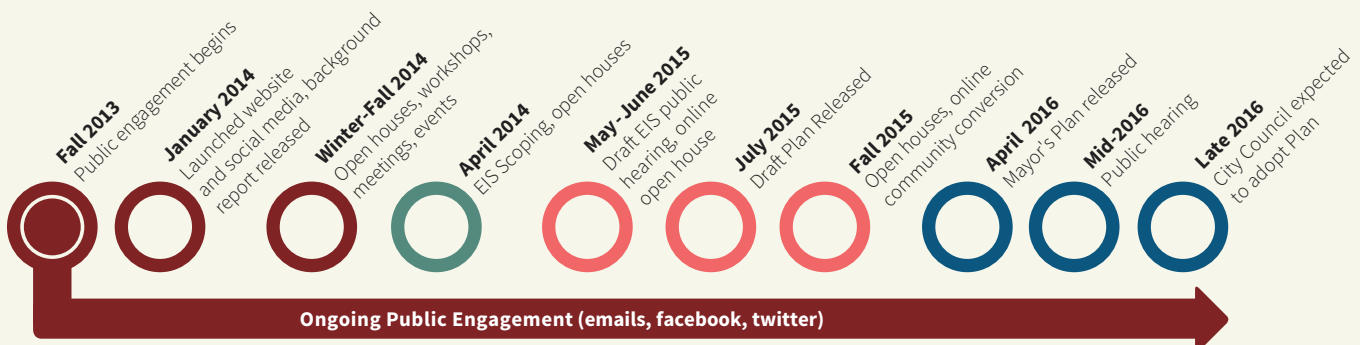 Fall 2013
Public engagement begins
January 2014
Launched website
and social media, background
report released
Winter-Fall 2014
Open houses, workshops,
meetings, events
April 2014
EIS Scoping, open houses
May - June 2015
Draft EIS public
hearing, online
open house
July 2015
Draft Plan Released
Fall 2015
Open houses, online
community conversion
April 2016
Mayor's Plan released
Mid-2016
Public hearing
Late 2016
City Council expected
to adopt Plan
Ongoing Public Engagement (emails, facebook, twitter)